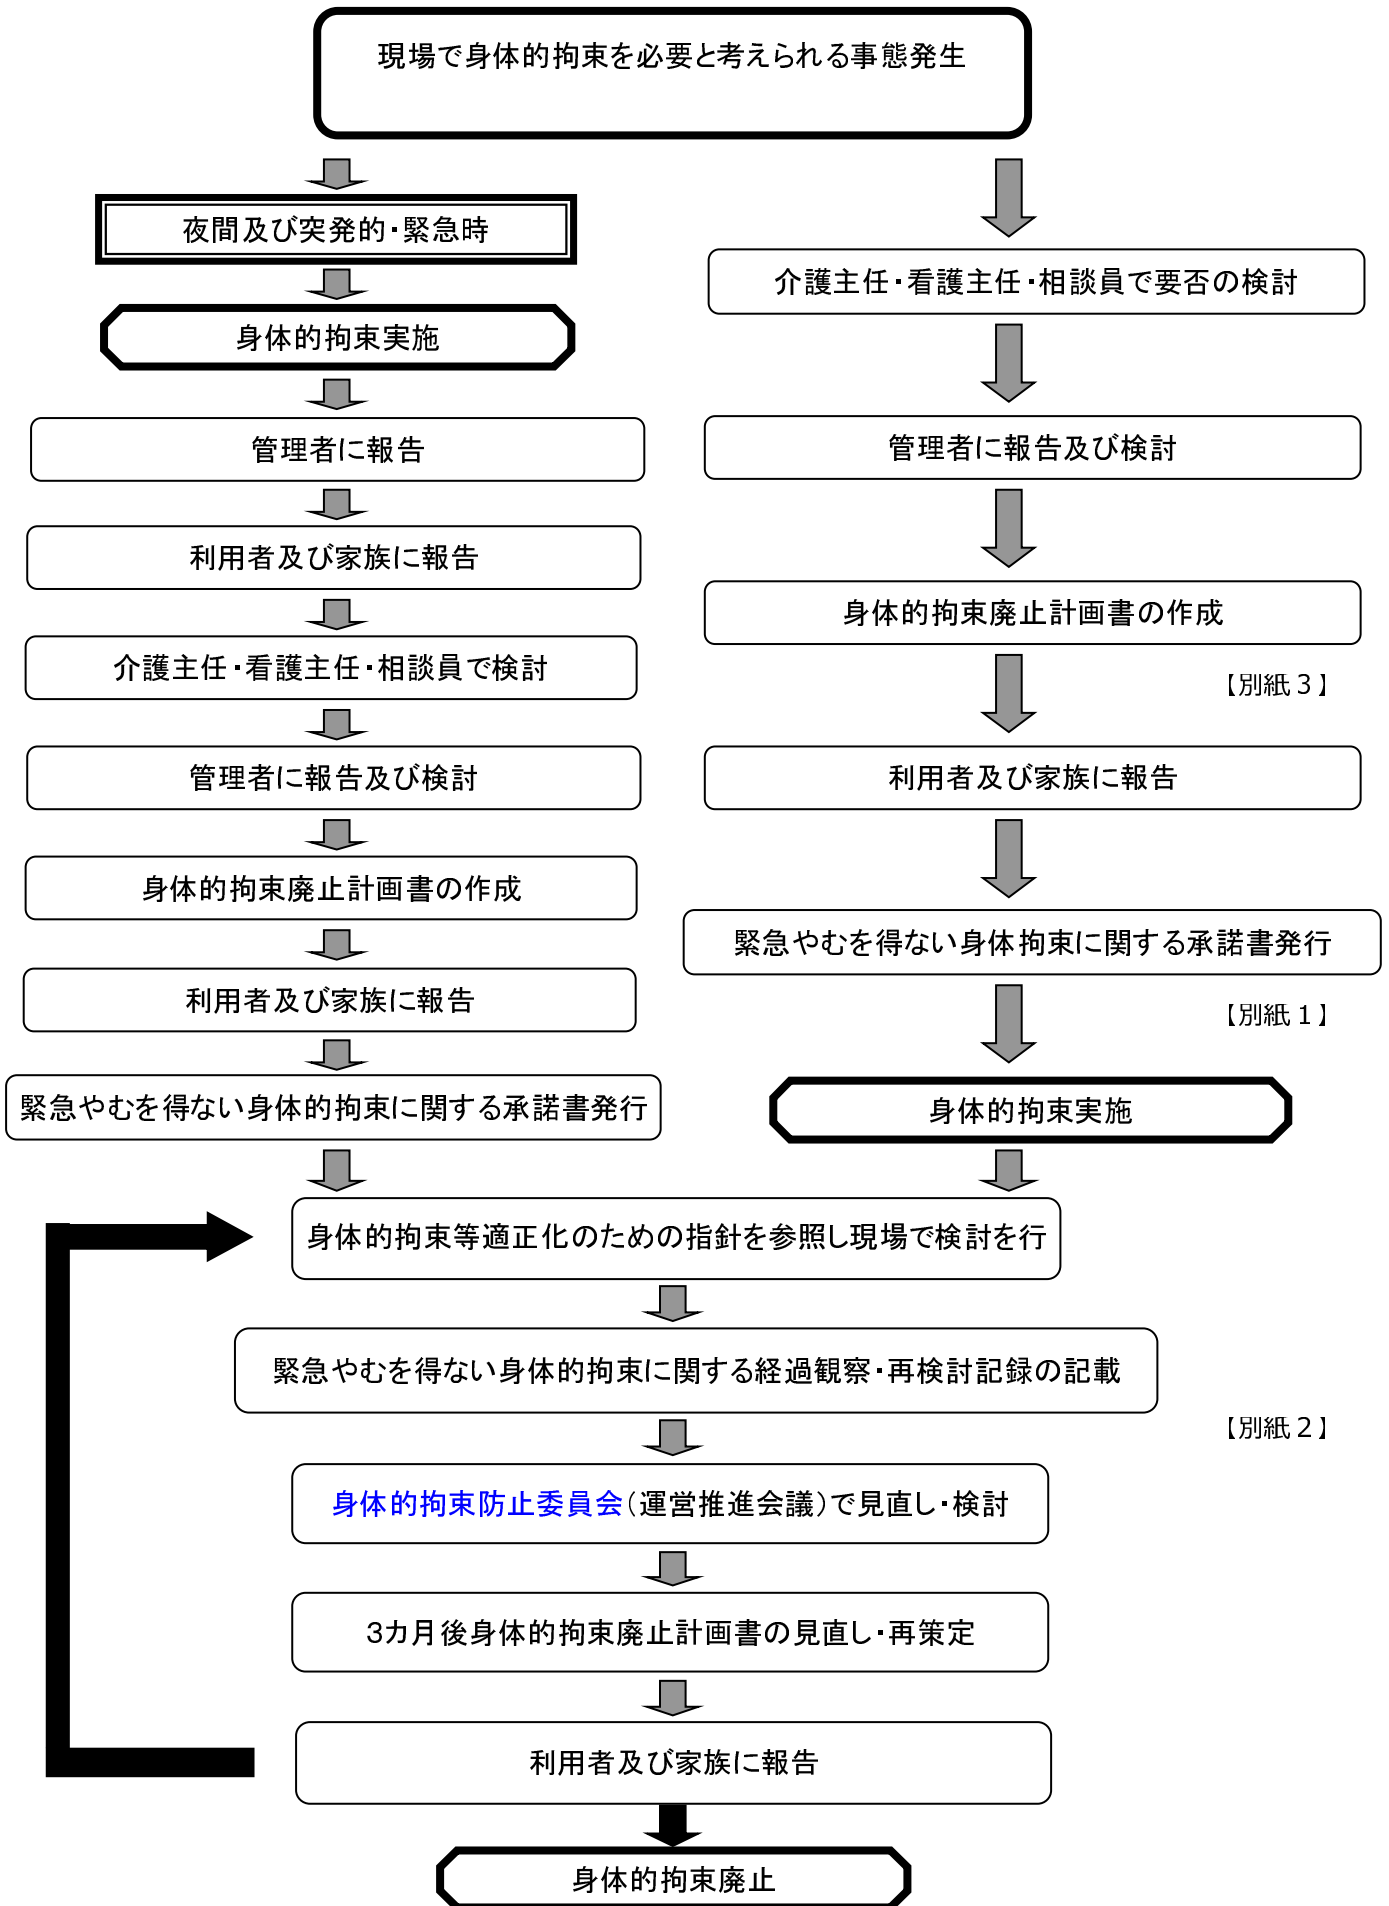 現場で身体的拘束を必要と考えられる事態発生
夜間及び突発的・緊急時
身体的拘束実施
管理者に報告
利用者及び家族に報告
介護主任・看護主任・相談員で検討
管理者に報告及び検討
身体的拘束廃止計画書の作成
利用者及び家族に報告
緊急やむを得ない身体的拘束に関する承諾書発行
介護主任・看護主任・相談員で要否の検討
管理者に報告及び検討
身体的拘束廃止計画書の作成
【別紙3】
利用者及び家族に報告
緊急やむを得ない身体拘束に関する承諾書発行
【別紙1】
身体的拘束実施
身体的拘束等適正化のための指針を参照し現場で検討を行
緊急やむを得ない身体的拘束に関する経過観察・再検討記録の記載
【別紙2】
身体的拘束防止委員会(運営推進会議)で見直し・検討
3カ月後身体的拘束廃止計画書の見直し・再策定
利用者及び家族に報告
身体的拘束廃止